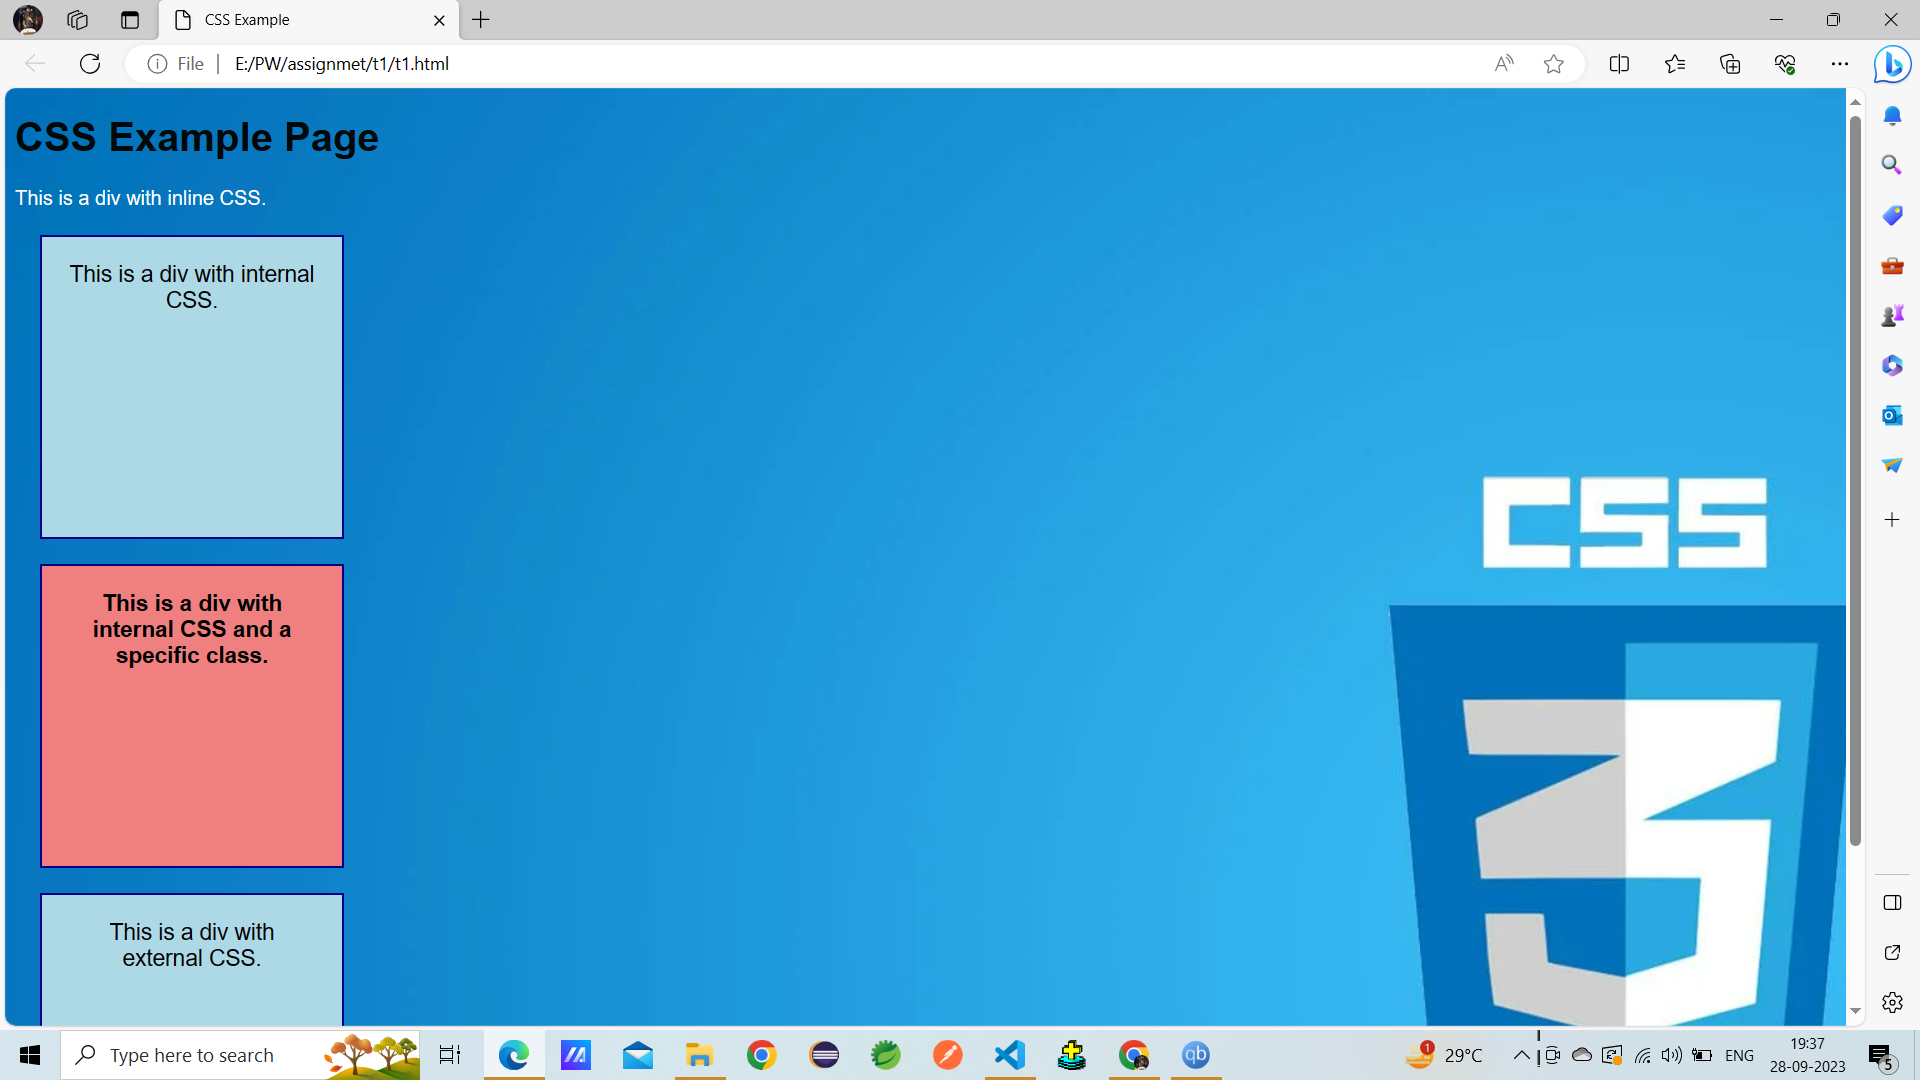 CSS Example
File
E:/PW/assignmet/t1/t1.html
CSS Example Page
This is a div with inline CSS.
This is a div with internal
CSS.
This is a div with
internal CSS and a
specific class.
This is a div with
external CSS.
CSS
3
Type here to search
qb
1
29°C
ENG
19:37
28-09-2023
5